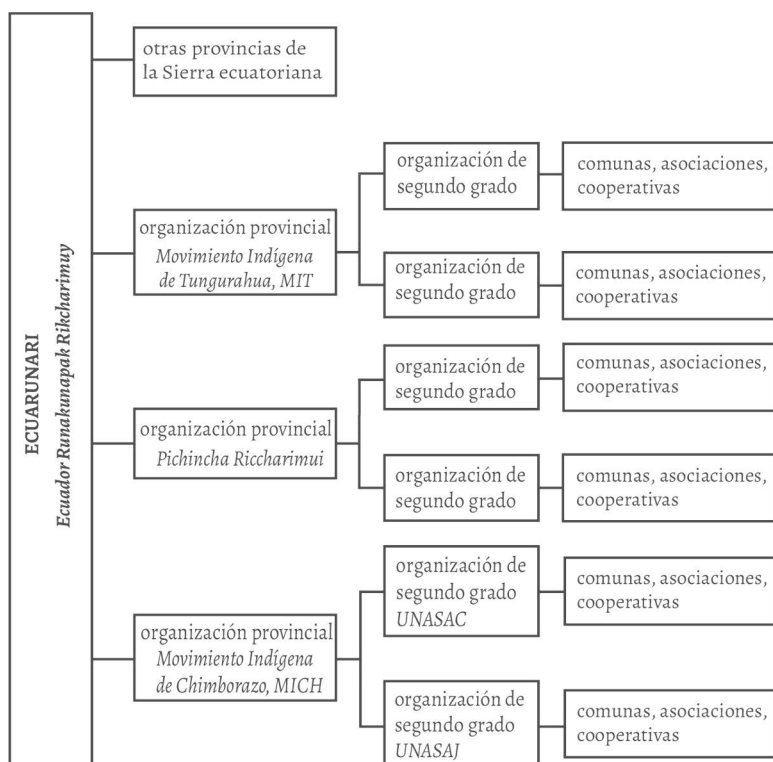 ECUARUNARI
Ecuador Runakunapak Rikcharimuy
otras provincias de
la Sierra ecuatoriana
organización provincial
Movimiento Indígena
de Tungurahua, MIT
organización de
segundo grado
comunas, asociaciones,
cooperativas
organización de
segundo grado
comunas, asociaciones,
cooperativas
organización provincial
Pichincha Riccharimui
organización de
segundo grado
comunas, asociaciones,
cooperativas
organización de
segundo grado
comunas, asociaciones,
cooperativas
organización provincial
Movimiento Indígena
de Chimborazo, MICH
organización de
segundo grado
UNASAC
comunas, asociaciones,
cooperativas
organización de
segundo grado
UNASAJ
comunas, asociaciones,
cooperativas